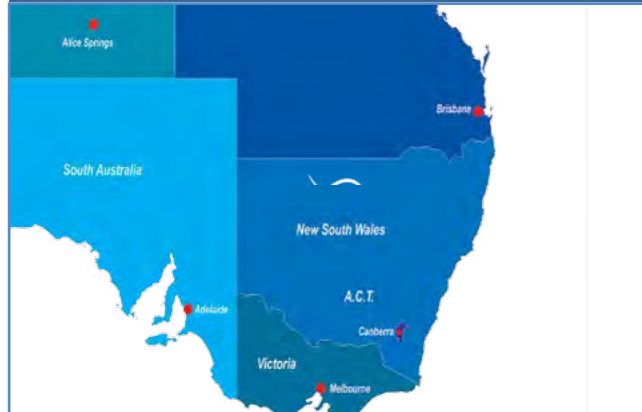 Alice Springs
Brisbane
South Australia
New South Wales
A.C.T.
Adelaide
Canberra
Victoria
Melbourne